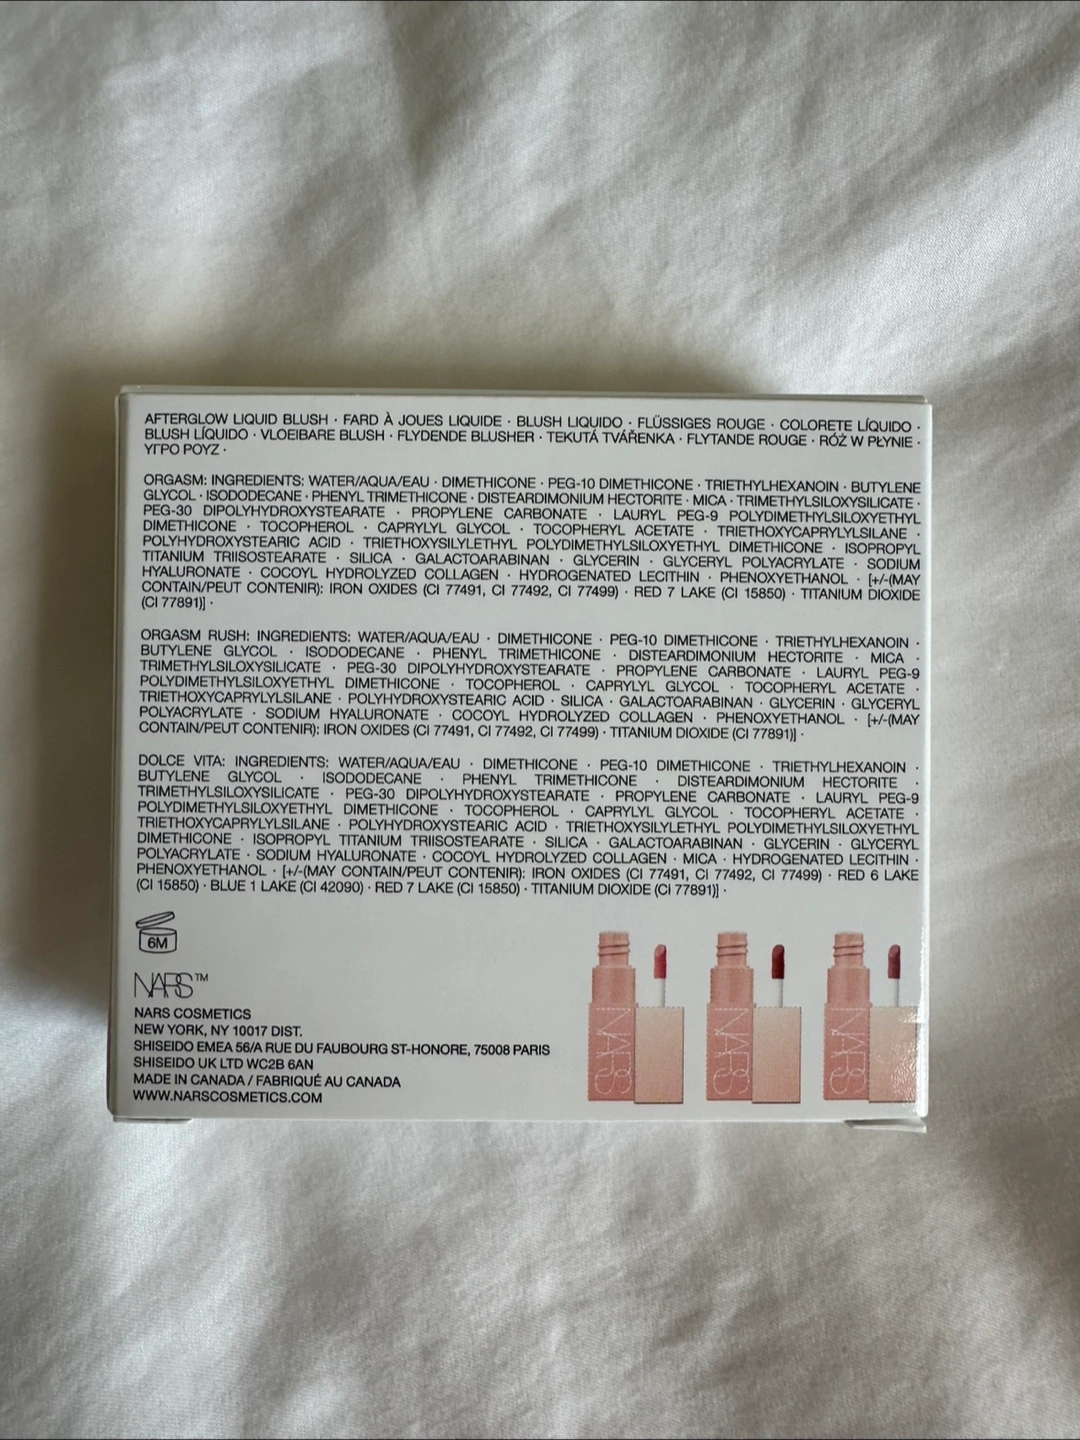 AFTERGLOW LIQUID BLUSH · FARD À JOUES LIQUIDE · BLUSH LIQUIDO · FLÜSSIGES ROUGE · COLORETE LÍQUIDO ·
BLUSH LÍQUIDO · VLOEIBARE BLUSH · FLYDENDE BLUSHER · TEKUTÁ TVÁŘENKA · FLYTANDE ROUGE · RÓŻ W PŁYNIE ·
ΥΓΡΟ ΡΟΥΖ ·
ORGASM: INGREDIENTS: WATER/AQUA/EAU · DIMETHICONE · PEG-10 DIMETHICONE · TRIETHYLHEXANOIN · BUTYLENE
GLYCOL · ISODODECANE · PHENYL TRIMETHICONE · DISTEARDIMONIUM HECTORITE · MICA · TRIMETHYLSILOXYSILICATE ·
PEG-30 DIPOLYHYDROXYSTEARATE · PROPYLENE CARBONATE · LAURYL PEG-9 POLYDIMETHYLSILOXYETHYL
DIMETHICONE · TOCOPHEROL · CAPRYLYL GLYCOL · TOCOPHERYL ACETATE · TRIETHOXYCAPRYLYLSILANE ·
POLYHYDROXYSTEARIC ACID · TRIETHOXYSILYLETHYL POLYDIMETHYLSILOXYETHYL DIMETHICONE · ISOPROPYL
TITANIUM TRIISOSTEARATE · SILICA · GALACTOARABINAN · GLYCERIN · GLYCERYL POLYACRYLATE · SODIUM
HYALURONATE · COCOYL HYDROLYZED COLLAGEN · HYDROGENATED LECITHIN · PHENOXYETHANOL · [+/-(MAY
CONTAIN/PEUT CONTENIR): IRON OXIDES (CI 77491, CI 77492, CI 77499) · RED 7 LAKE (CI 15850) · TITANIUM DIOXIDE
(CI 77891)] ·
ORGASM RUSH: INGREDIENTS: WATER/AQUA/EAU · DIMETHICONE · PEG-10 DIMETHICONE · TRIETHYLHEXANOIN ·
BUTYLENE GLYCOL · ISODODECANE · PHENYL TRIMETHICONE · DISTEARDIMONIUM HECTORITE · MICA ·
TRIMETHYLSILOXYSILICATE · PEG-30 DIPOLYHYDROXYSTEARATE · PROPYLENE CARBONATE · LAURYL PEG-9
POLYDIMETHYLSILOXYETHYL DIMETHICONE · TOCOPHEROL · CAPRYLYL GLYCOL · TOCOPHERYL ACETATE ·
TRIETHOXYCAPRYLYLSILANE · POLYHYDROXYSTEARIC ACID · SILICA · GALACTOARABINAN · GLYCERIN · GLYCERYL
POLYACRYLATE · SODIUM HYALURONATE · COCOYL HYDROLYZED COLLAGEN · PHENOXYETHANOL · [+/-(MAY
CONTAIN/PEUT CONTENIR): IRON OXIDES (CI 77491, CI 77492, CI 77499) · TITANIUM DIOXIDE (CI 77891)] ·
DOLCE VITA: INGREDIENTS: WATER/AQUA/EAU · DIMETHICONE · PEG-10 DIMETHICONE · TRIETHYLHEXANOIN ·
BUTYLENE GLYCOL · ISODODECANE · PHENYL TRIMETHICONE · DISTEARDIMONIUM HECTORITE ·
TRIMETHYLSILOXYSILICATE · PEG-30 DIPOLYHYDROXYSTEARATE · PROPYLENE CARBONATE · LAURYL PEG-9
POLYDIMETHYLSILOXYETHYL DIMETHICONE · TOCOPHEROL · CAPRYLYL GLYCOL · TOCOPHERYL ACETATE ·
TRIETHOXYCAPRYLYLSILANE · POLYHYDROXYSTEARIC ACID · TRIETHOXYSILYLETHYL POLYDIMETHYLSILOXYETHYL
DIMETHICONE · ISOPROPYL TITANIUM TRIISOSTEARATE · SILICA · GALACTOARABINAN · GLYCERIN · GLYCERYL
POLYACRYLATE · SODIUM HYALURONATE · COCOYL HYDROLYZED COLLAGEN · MICA · HYDROGENATED LECITHIN ·
PHENOXYETHANOL · [+/-(MAY CONTAIN/PEUT CONTENIR): IRON OXIDES (CI 77491, CI 77492, CI 77499) · RED 6 LAKE
(CI 15850) · BLUE 1 LAKE (CI 42090) · RED 7 LAKE (CI 15850) · TITANIUM DIOXIDE (CI 77891)] ·
6M
NARS™
NARS COSMETICS
NEW YORK, NY 10017 DIST.
SHISEIDO EMEA 56/A RUE DU FAUBOURG ST-HONORE, 75008 PARIS
SHISEIDO UK LTD WC2B 6AN
MADE IN CANADA / FABRIQUÉ AU CANADA
WWW.NARSCOSMETICS.COM
NARS
NARS
NARS